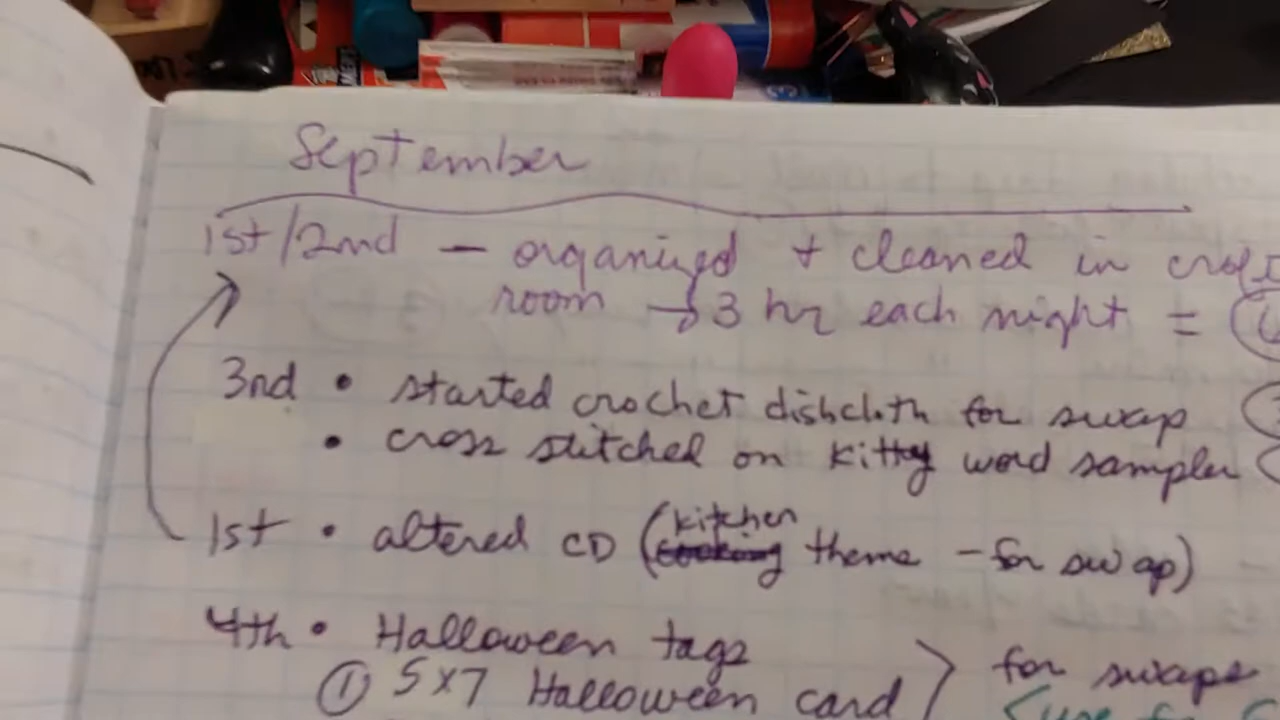 September
1st/2nd - organized + cleaned in craft
room → 3 hr each night =
3nd • started crochet dishcloth for swap
• cross stitched on kitty word sampler
1st • altered CD (kitchen theme - for swap)
4th • Halloween tags
① 5x7 Halloween card
for swaps